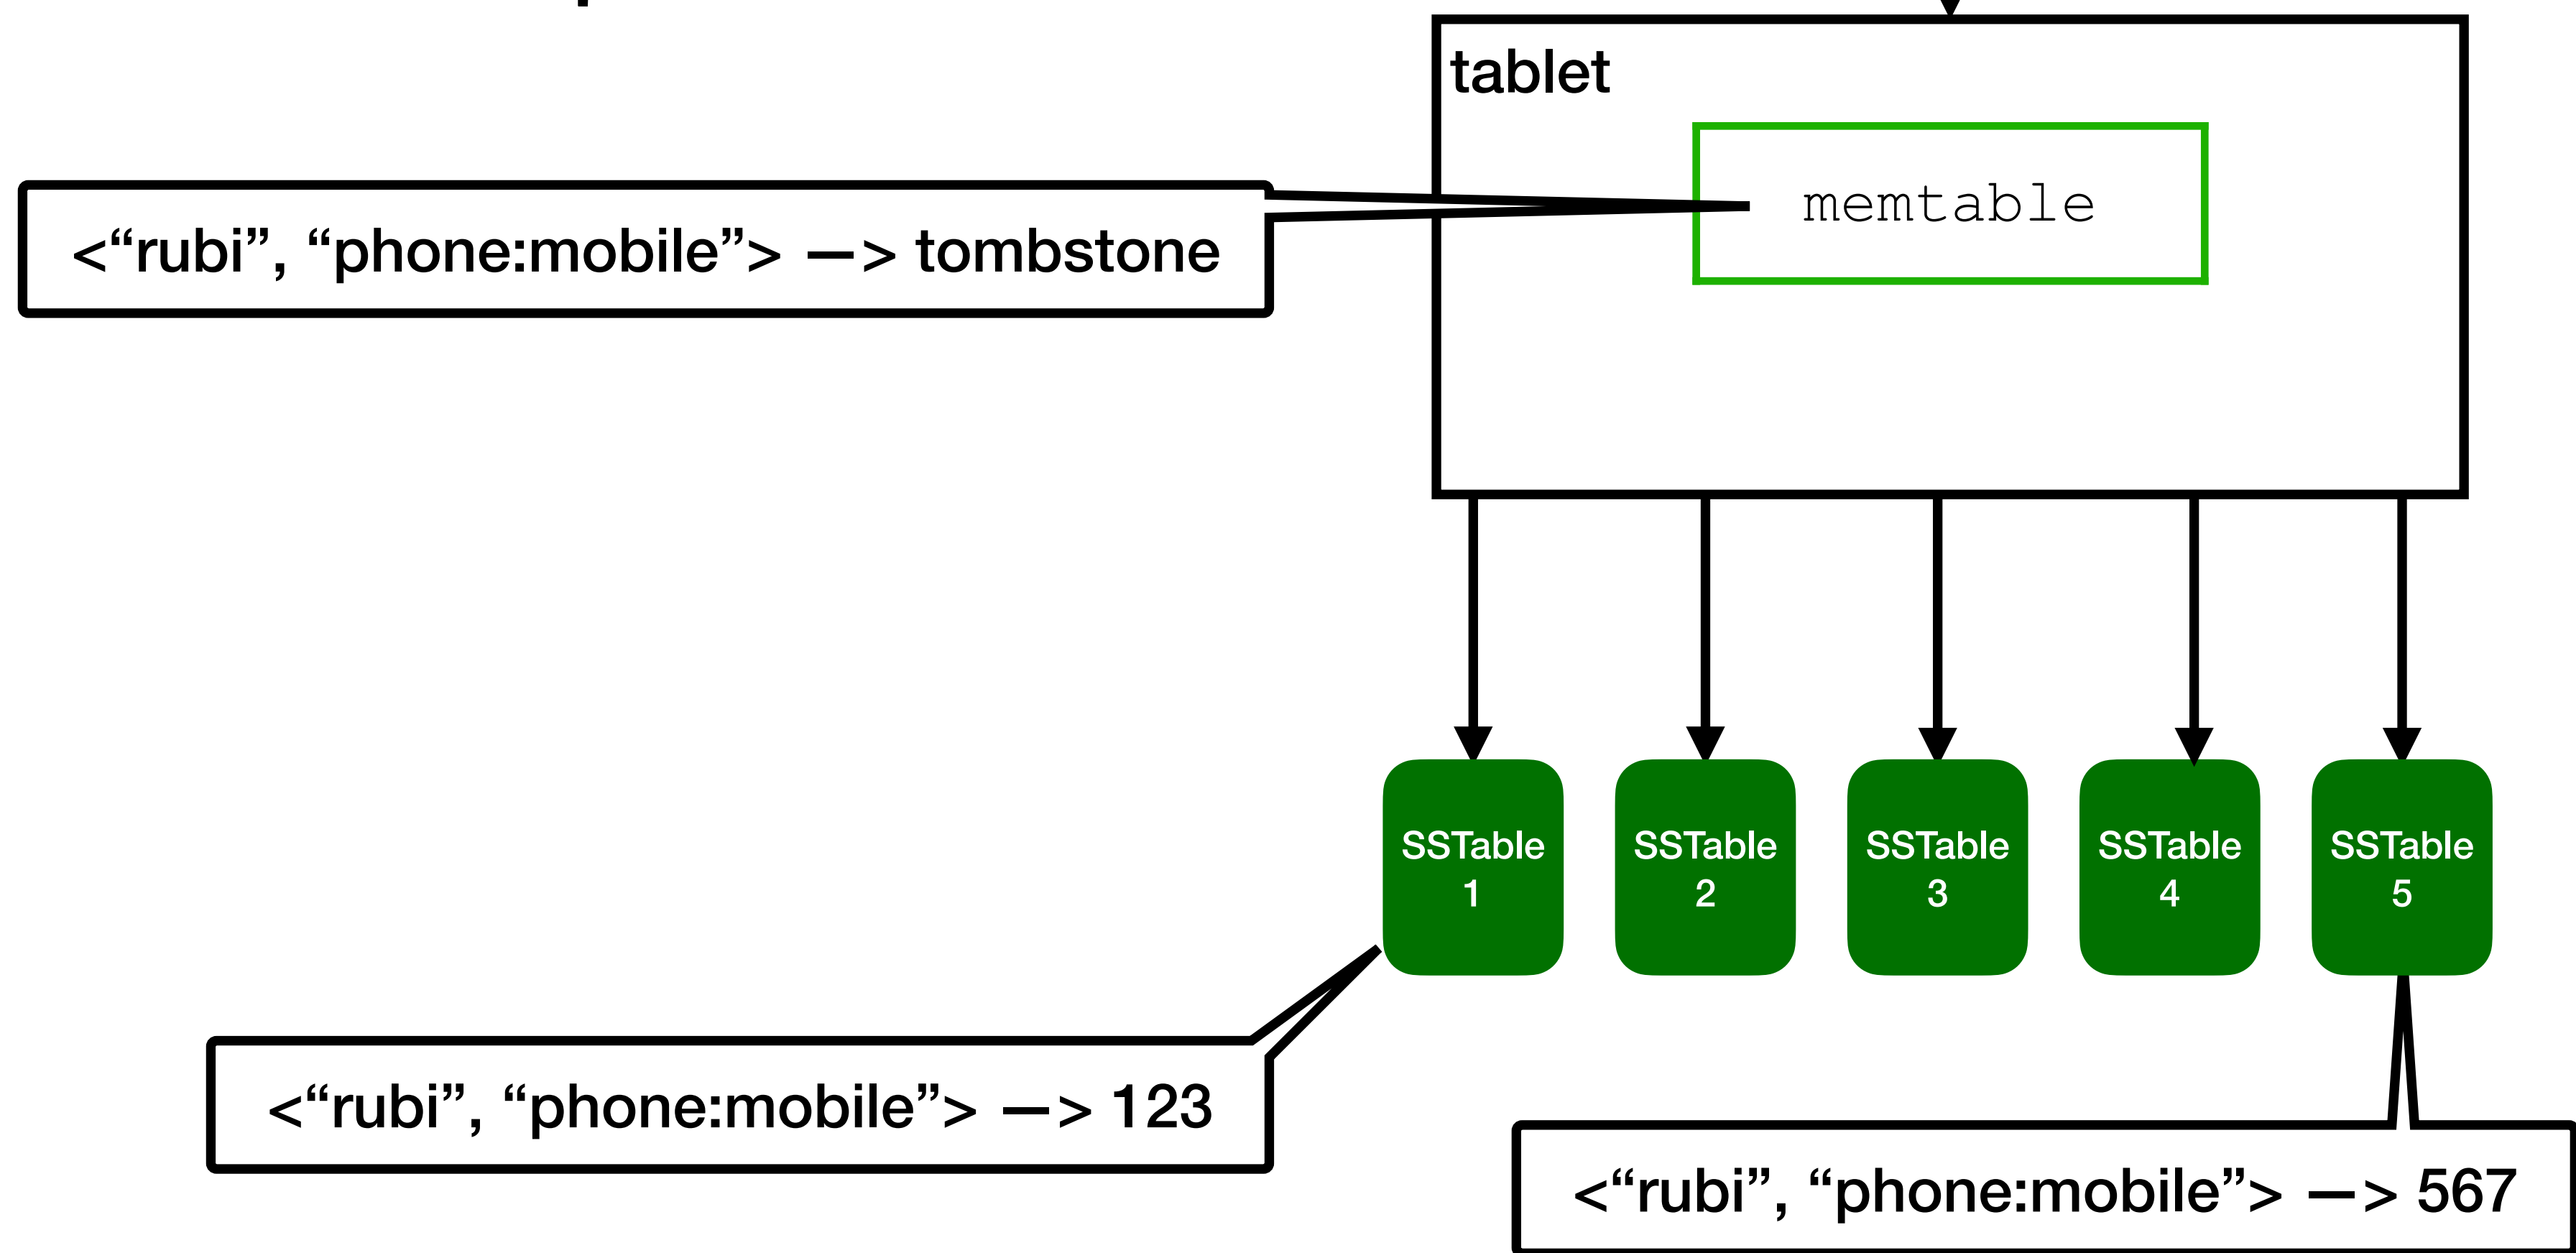 tablet
memtable
<“rubi”, “phone:mobile”> —> tombstone
SSTable
1
SSTable
2
SSTable
3
SSTable
4
SSTable
5
<“rubi”, “phone:mobile”> —> 123
<“rubi”, “phone:mobile”> —> 567